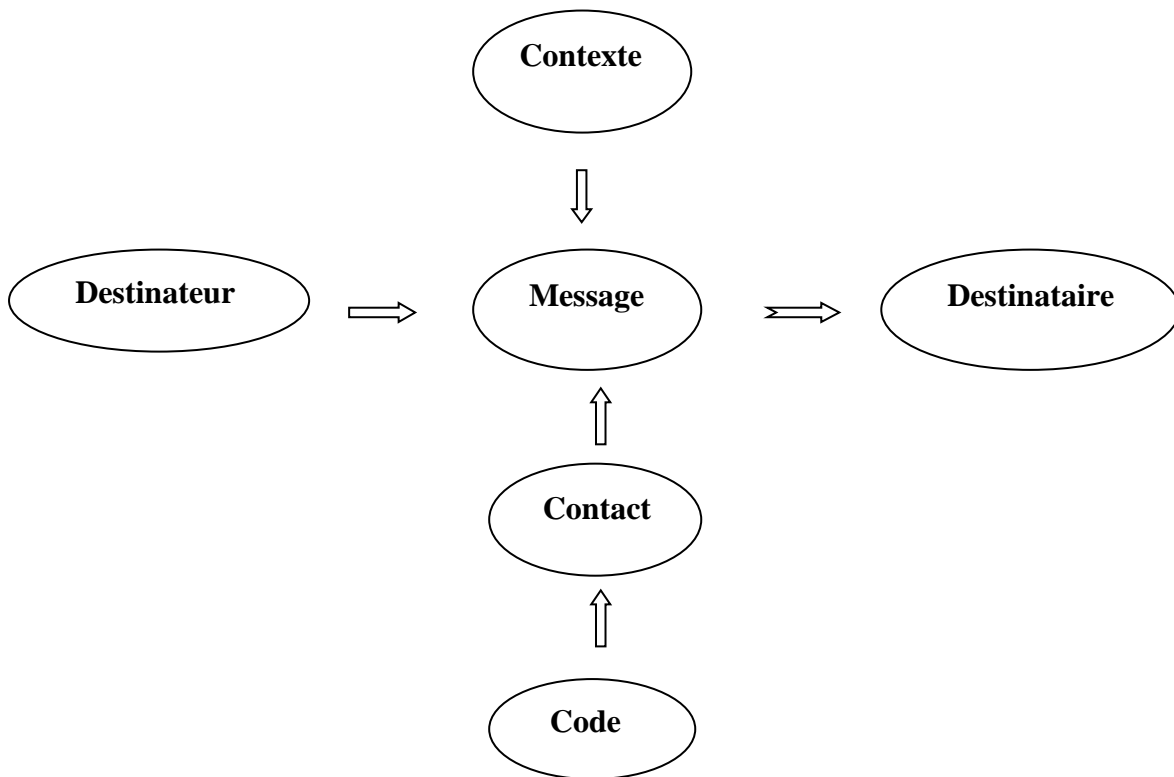 Contexte
Destinateur
Message
Destinataire
Contact
Code